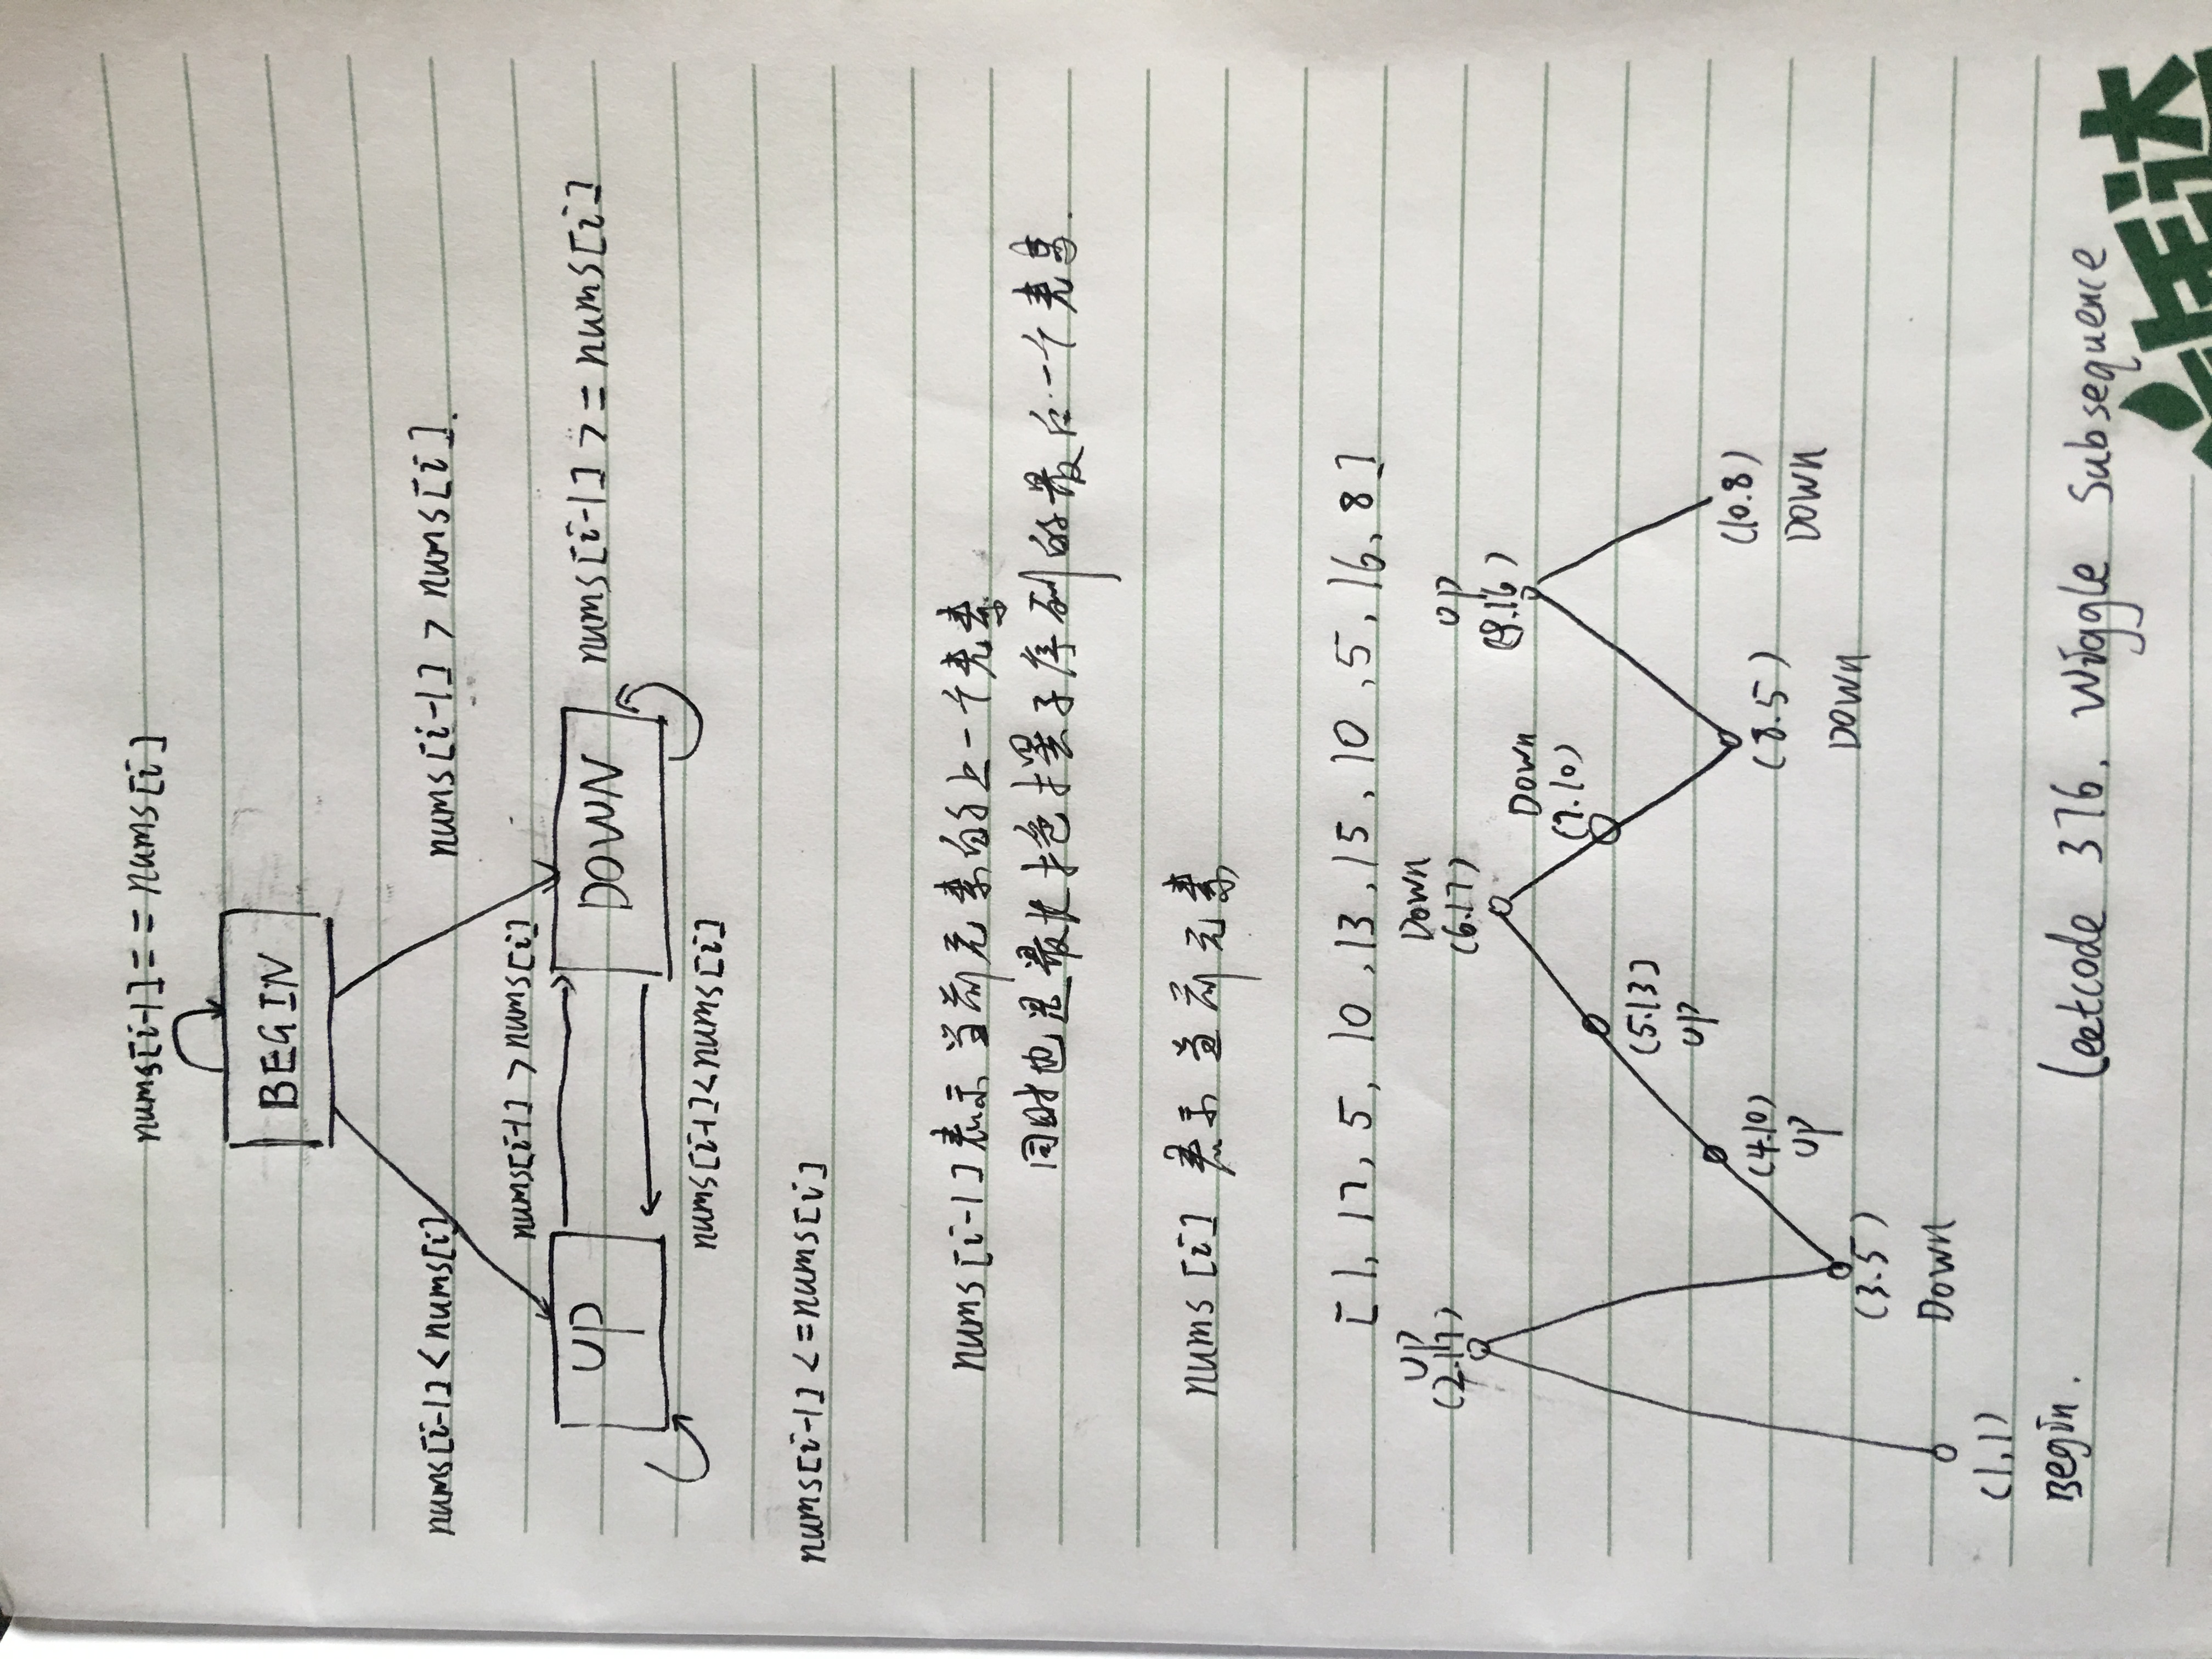 nums[i-1]==nums[i]
BEGIN
nums[i-1]<nums[i]
nums[i-1] > nums[i].
nums[i-1] >nums[i]
UP
DOWN
nums[i-1] >= nums[i]
nums[i-1]<nums[i]
nums[i-1] <=nums[i]
nums[i-1]表示当前元素的上一个元素
同时也是最长摇摆子序列的最后一个元素.
nums [i] 表示当前元素
[1, 17, 5, 10, 13, 15, 10, 5, 16, 8]
UP
(2.17)
Down
(6.17)
UP
(9.16)
Down
(7.10)
(5.13)
UP
(4.10)
UP
(8.5)
DOWN
(10.8)
DOWN
(3.5)
Down
(1,1)
Begin.
Leetcode 376. Wiggle Subsequence